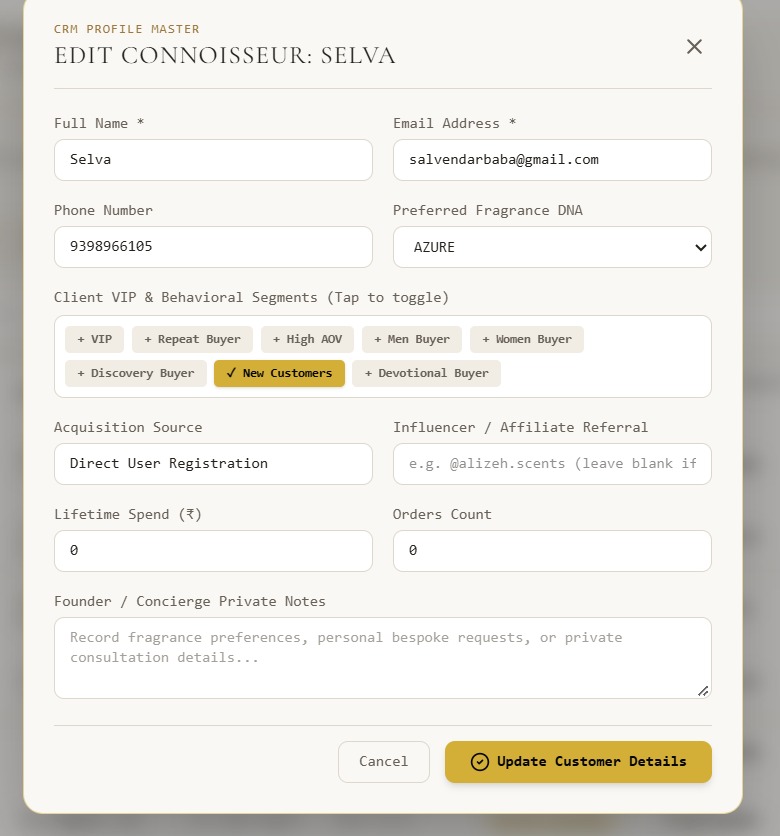 CRM PROFILE MASTER
EDIT CONNOISSEUR: SELVA
Full Name *
Email Address *
Selva
salvendarbaba@gmail.com
Phone Number
Preferred Fragrance DNA
9398966105
AZURE
Client VIP & Behavioral Segments (Tap to toggle)
+ VIP + Repeat Buyer + High AOV + Men Buyer + Women Buyer
+ Discovery Buyer ✓ New Customers + Devotional Buyer
Acquisition Source
Influencer / Affiliate Referral
Direct User Registration
e.g. @alizeh.scents (leave blank if
Lifetime Spend (₹)
Orders Count
0
0
Founder / Concierge Private Notes
Record fragrance preferences, personal bespoke requests, or private
consultation details...
Cancel
Update Customer Details